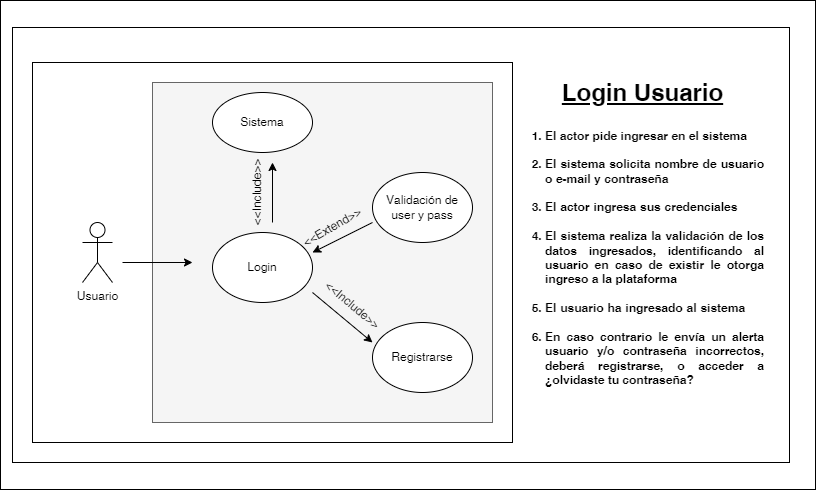 Sistema
<<Include>>
Validación de
user y pass
<<Extend>>
Login
Usuario
<<Include>>
Registrarse
Login Usuario
1. El actor pide ingresar en el sistema
2. El sistema solicita nombre de usuario
o e-mail y contraseña
3. El actor ingresa sus credenciales
4. El sistema realiza la validación de los
datos ingresados, identificando al
usuario en caso de existir le otorga
ingreso a la plataforma
5. El usuario ha ingresado al sistema
6. En caso contrario le envía un alerta
usuario y/o contraseña incorrectos,
deberá registrarse, o acceder a
¿olvidaste tu contraseña?